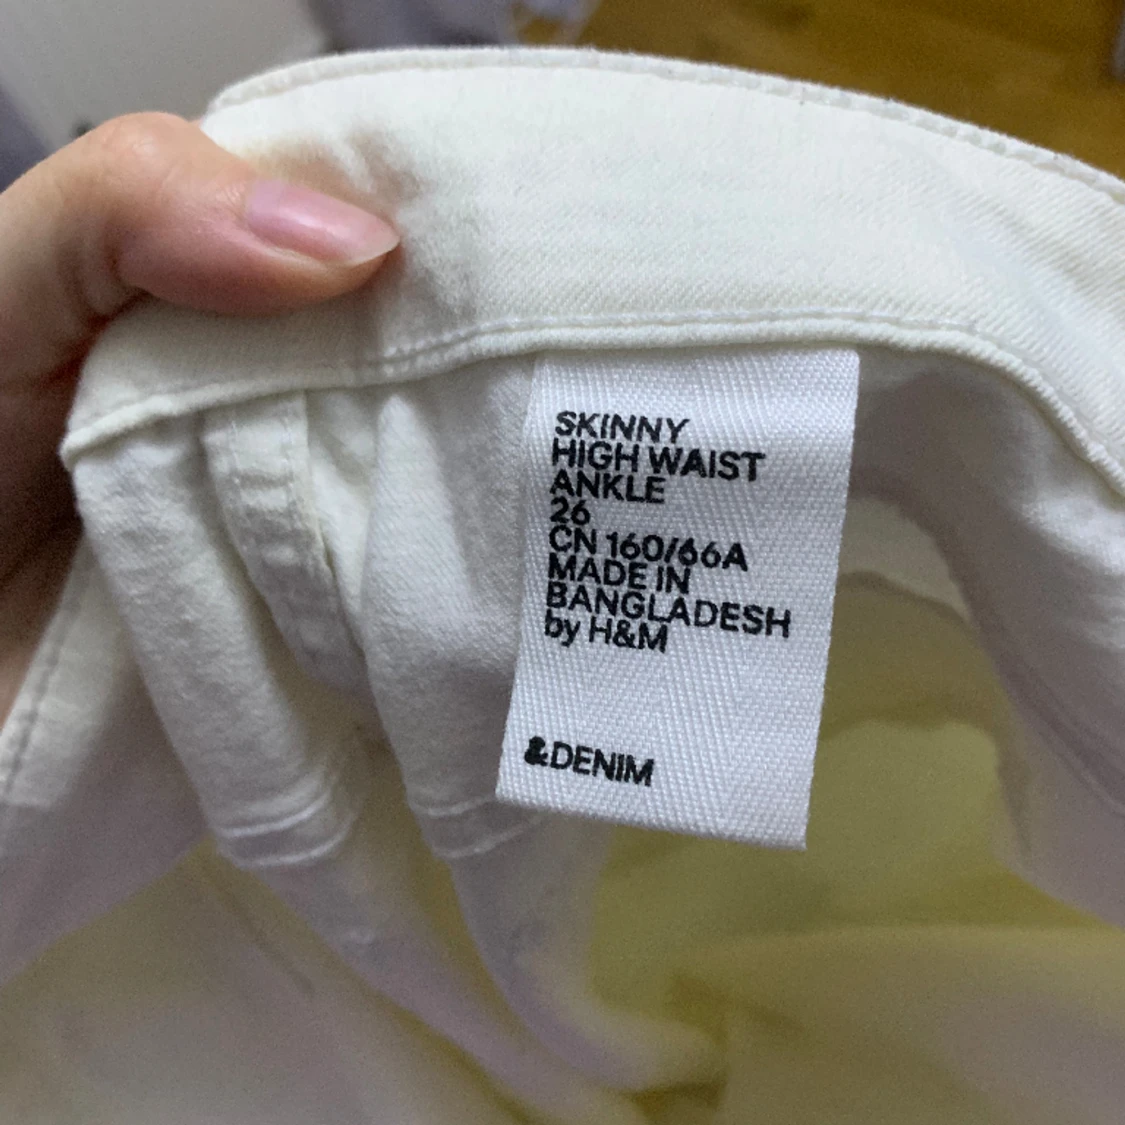 SKINNY
HIGH WAIST
ANKLE
26
CN 160/66A
MADE IN
BANGLADESH
by H&M
&DENIM